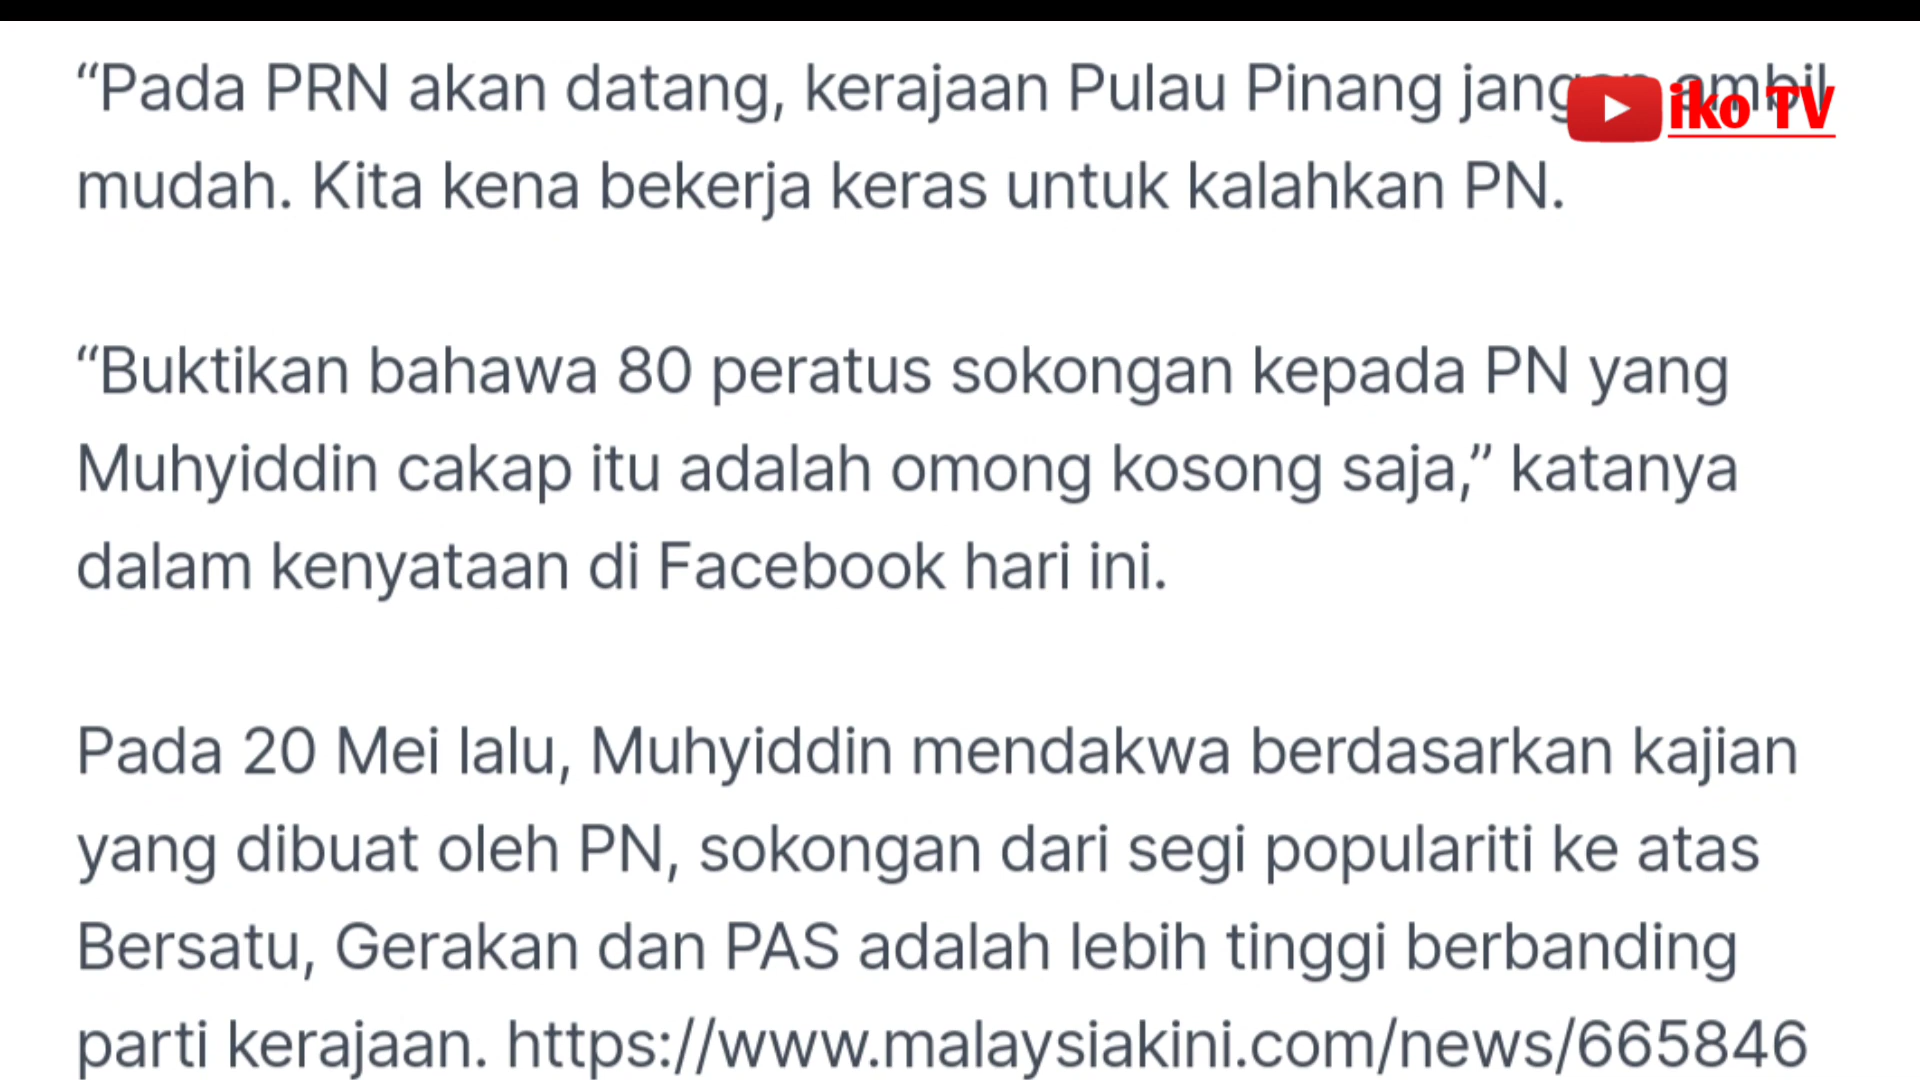 “Pada PRN akan datang, kerajaan Pulau Pinang jangan ambil
iko TV
mudah. Kita kena bekerja keras untuk kalahkan PN.
“Buktikan bahawa 80 peratus sokongan kepada PN yang
Muhyiddin cakap itu adalah omong kosong saja,” katanya
dalam kenyataan di Facebook hari ini.
Pada 20 Mei lalu, Muhyiddin mendakwa berdasarkan kajian
yang dibuat oleh PN, sokongan dari segi populariti ke atas
Bersatu, Gerakan dan PAS adalah lebih tinggi berbanding
parti kerajaan. https://www.malaysiakini.com/news/665846